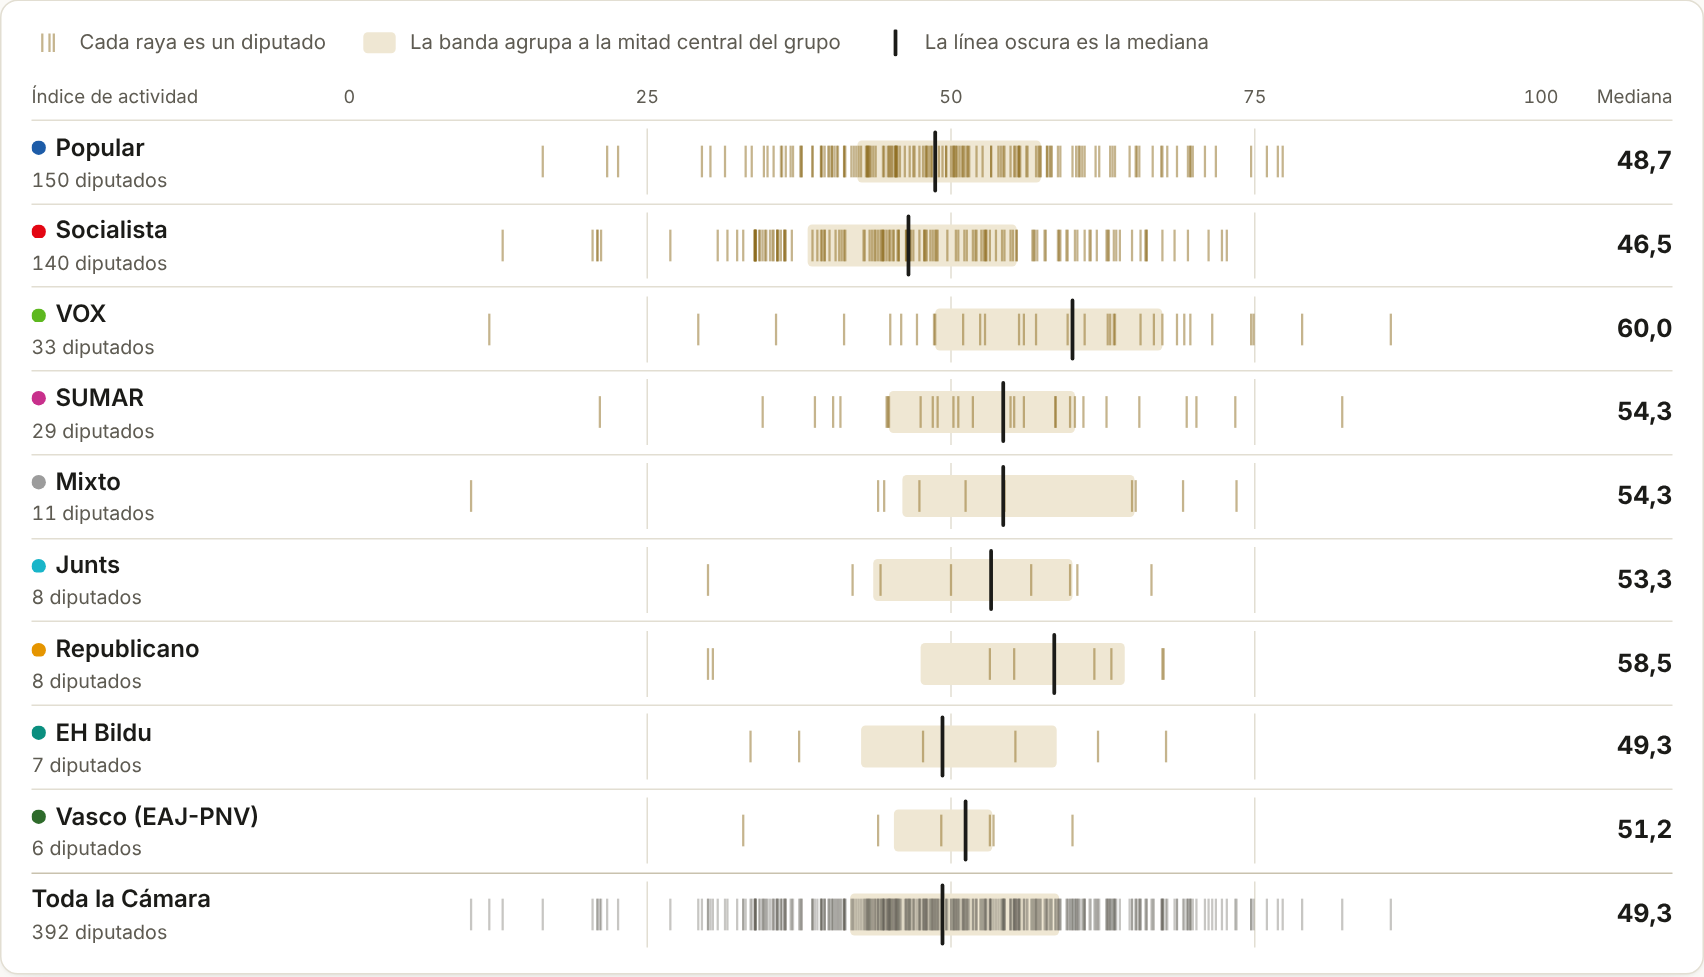 Cada raya es un diputado La banda agrupa a la mitad central del grupo La línea oscura es la mediana
Índice de actividad 0 25 50 75 100 Mediana
Popular
150 diputados
48,7
Socialista
140 diputados
46,5
VOX
33 diputados
60,0
SUMAR
29 diputados
54,3
Mixto
11 diputados
54,3
Junts
8 diputados
53,3
Republicano
8 diputados
58,5
EH Bildu
7 diputados
49,3
Vasco (EAJ-PNV)
6 diputados
51,2
Toda la Cámara
392 diputados
49,3